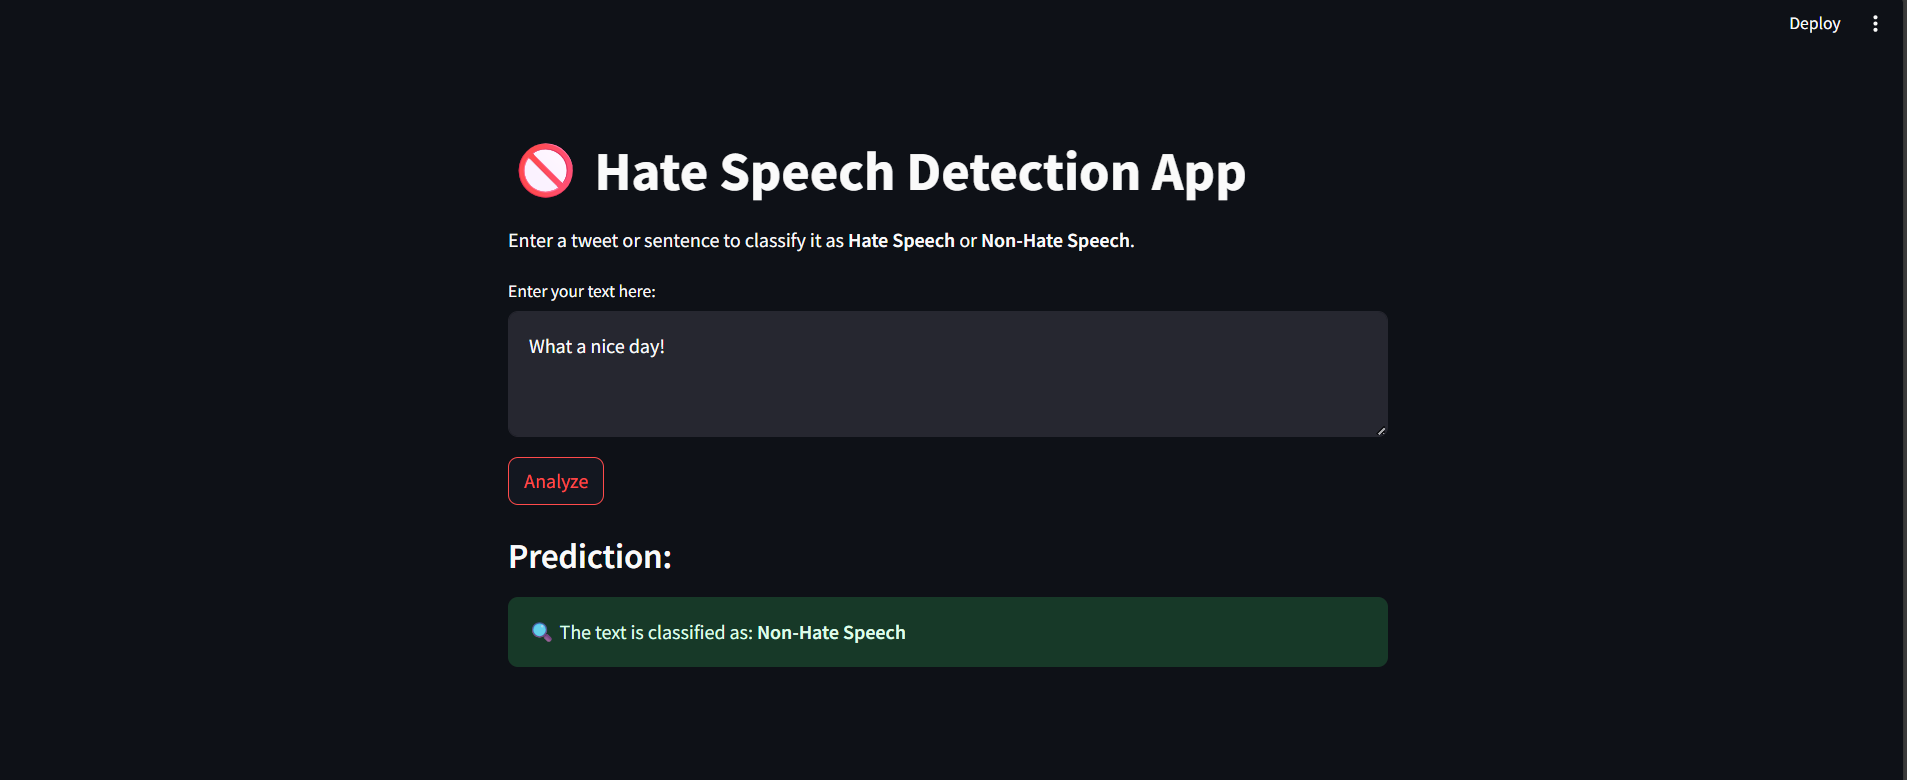 Deploy
Hate Speech Detection App
Enter a tweet or sentence to classify it as Hate Speech or Non-Hate Speech.
Enter your text here:
What a nice day!
Analyze
Prediction:
The text is classified as: Non-Hate Speech